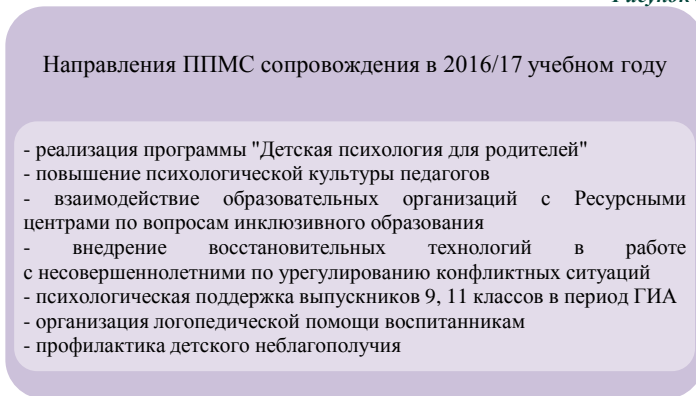 Рисунок
Направления ППМС сопровождения в 2016/17 учебном году
- реализация программы "Детская психология для родителей"
- повышение психологической культуры педагогов
- взаимодействие образовательных организаций с Ресурсными
центрами по вопросам инклюзивного образования
- внедрение восстановительных технологий в работе
с несовершеннолетними по урегулированию конфликтных ситуаций
- психологическая поддержка выпускников 9, 11 классов в период ГИА
- организация логопедической помощи воспитанникам
- профилактика детского неблагополучия